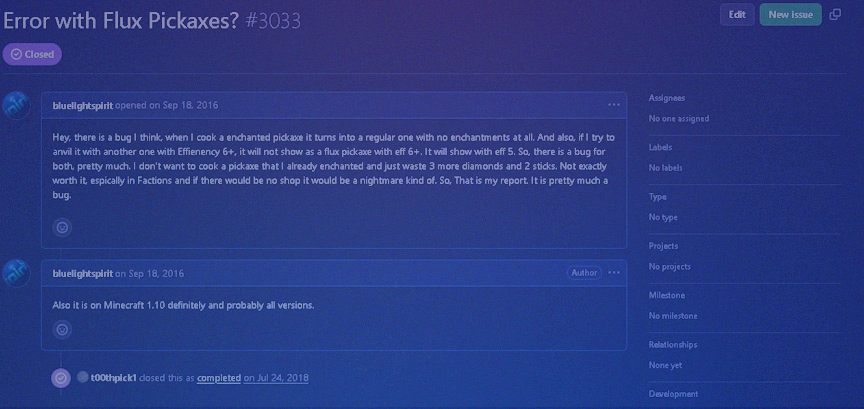 Error with Flux Pickaxes? #3033
Edit
New issue
Closed
bluelightspirit opened on Sep 18, 2016
Hey, there is a bug I think, when I cook a enchanted pickaxe it turns into a regular one with no enchantments at all. And also, if I try to
anvil it with another one with Effienency 6+, it will not show as a flux pickaxe with eff 6+. It will show with eff 5. So, there is a bug for
both, pretty much. I don't want to cook a pickaxe that I already enchanted and just waste 3 more diamonds and 2 sticks. Not exactly
worth it, espically in Factions and if there would be no shop it would be a nightmare kind of. So, That is my report. It is pretty much a
bug.
bluelightspirit on Sep 18, 2016
Author
Also it is on Minecraft 1.10 definitely and probably all versions.
t00thpick1 closed this as completed on Jul 24, 2018
Assignees
No one assigned
Labels
No labels
Type
No type
Projects
No projects
Milestone
No milestone
Relationships
None yet
Development